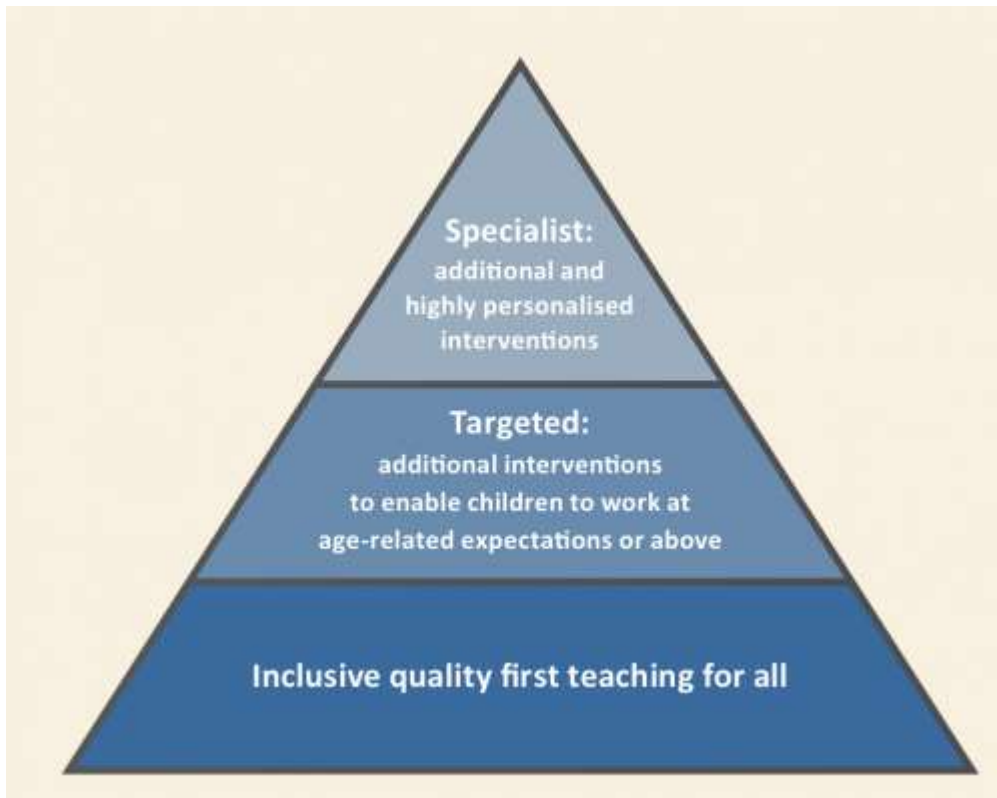 Specialist:
additional and
highly personalised
interventions
Targeted:
additional interventions
to enable children to work at
age-related expectations or above
Inclusive quality first teaching for all